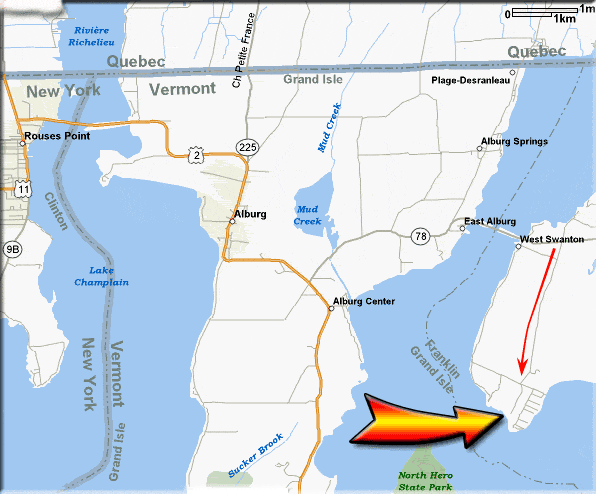 0
1m
1km
Rivière
Richelieu
Quebec
Quebec
Ch Petite France
Grand Isle
New York
Vermont
Plage-Desranleau
Mud Creek
Rouses Point
2
225
Alburg Springs
11
Clinton
Alburg
Mud
Creek
78
East Alburg
West Swanton
9B
Lake
Champlain
Alburg Center
New York
Vermont
Grand Isle
Franklin
Grand Isle
Sucker Brook
North Hero
State Park